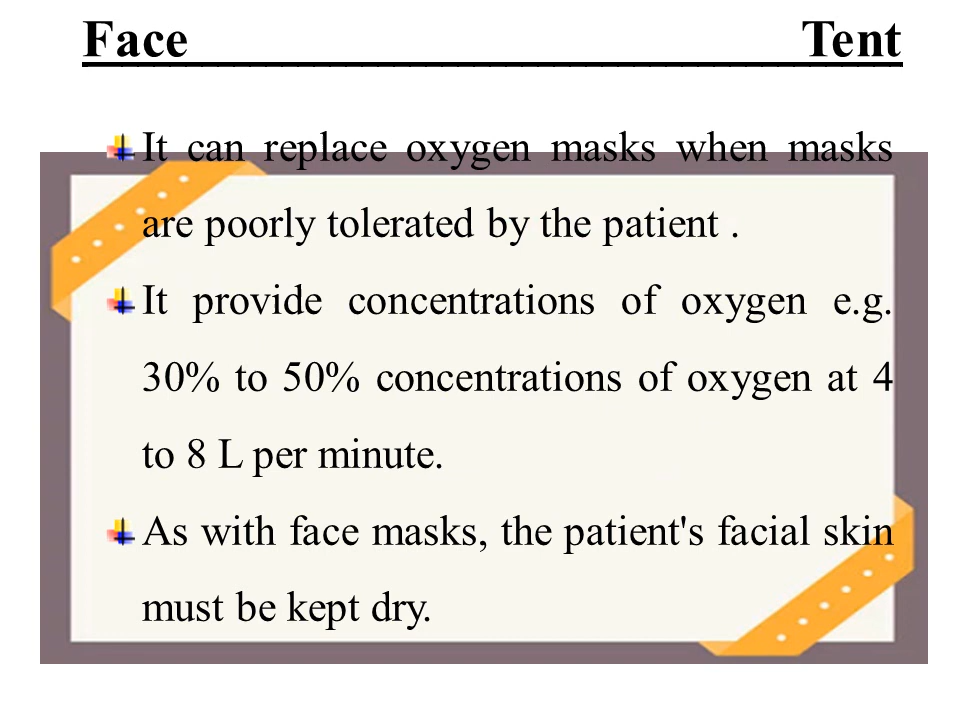 Face Tent
It can replace oxygen masks when masks
are poorly tolerated by the patient .
It provide concentrations of oxygen e.g.
30% to 50% concentrations of oxygen at 4
to 8 L per minute.
As with face masks, the patient's facial skin
must be kept dry.